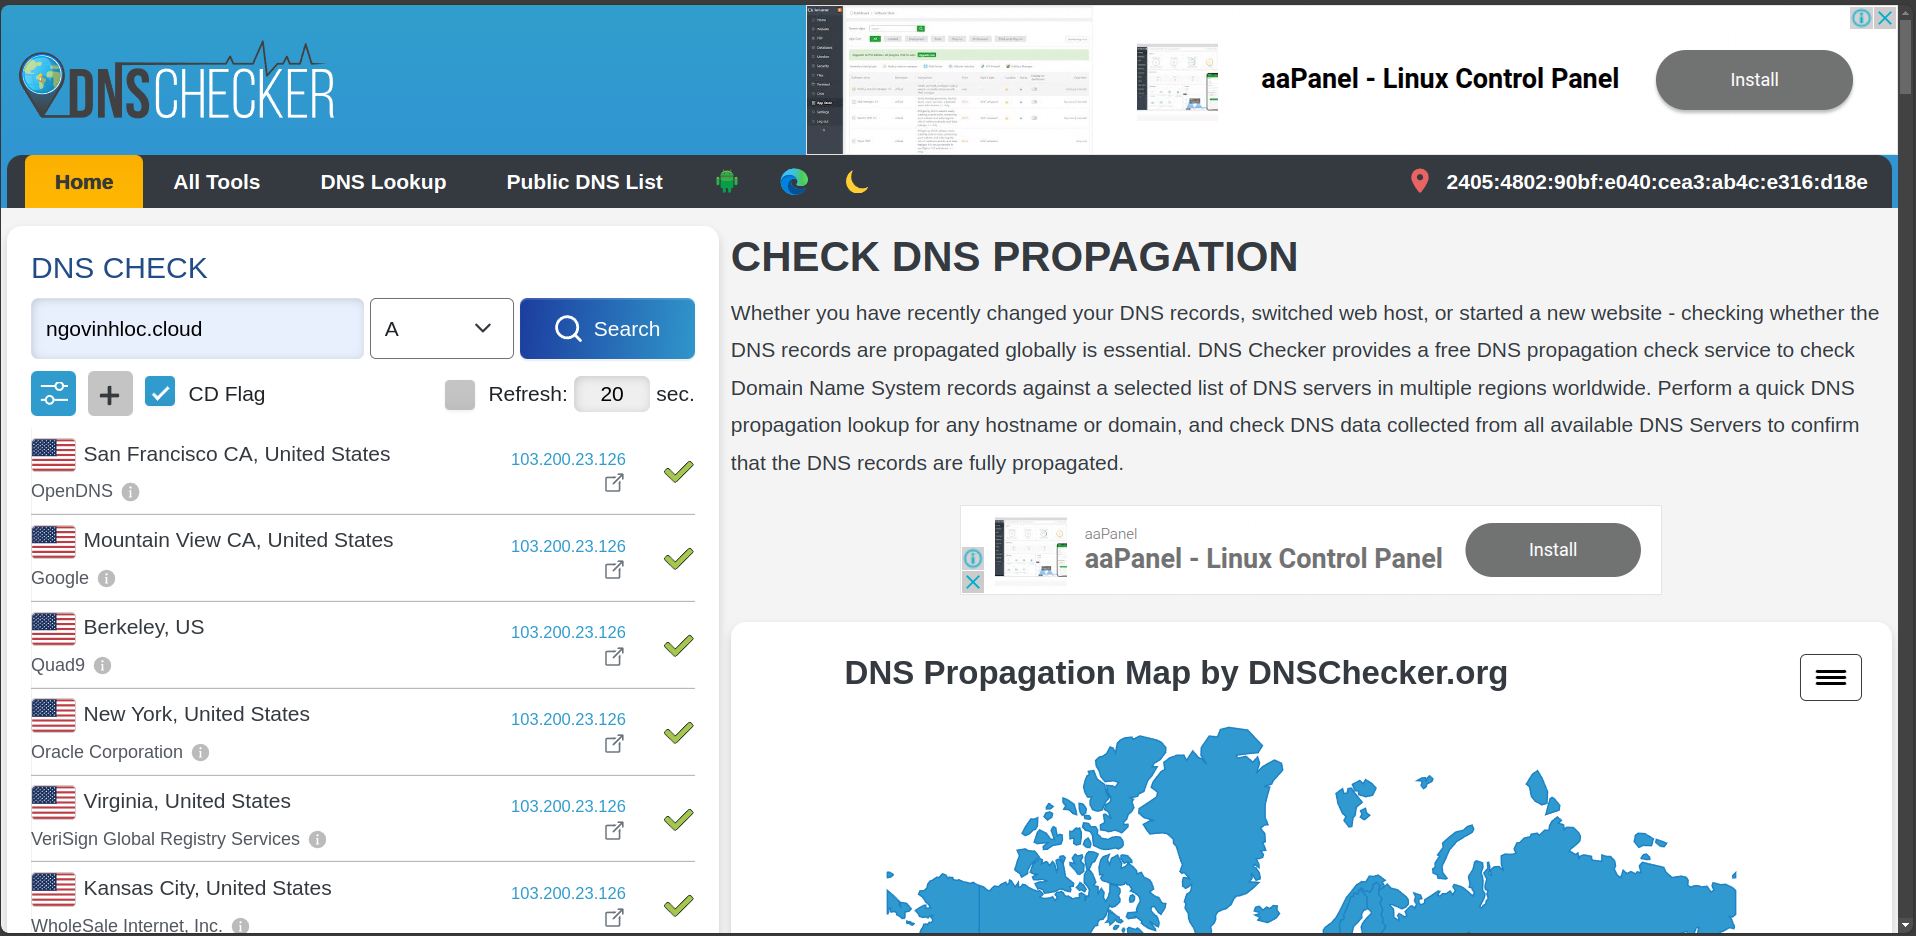 DNSCHECKER
aaPanel - Linux Control Panel
Install
Home
All Tools
DNS Lookup
Public DNS List
2405:4802:90bf:e040:cea3:ab4c:e316:d18e
DNS CHECK
ngovinhloc.cloud
A
Search
CD Flag
Refresh: 20 sec.
San Francisco CA, United States
103.200.23.126
OpenDNS
Mountain View CA, United States
103.200.23.126
Google
Berkeley, US
103.200.23.126
Quad9
New York, United States
103.200.23.126
Oracle Corporation
Virginia, United States
103.200.23.126
VeriSign Global Registry Services
Kansas City, United States
103.200.23.126
WholeSale Internet, Inc.
CHECK DNS PROPAGATION
Whether you have recently changed your DNS records, switched web host, or started a new website - checking whether the
DNS records are propagated globally is essential. DNS Checker provides a free DNS propagation check service to check
Domain Name System records against a selected list of DNS servers in multiple regions worldwide. Perform a quick DNS
propagation lookup for any hostname or domain, and check DNS data collected from all available DNS Servers to confirm
that the DNS records are fully propagated.
aaPanel
aaPanel - Linux Control Panel
Install
DNS Propagation Map by DNSChecker.org